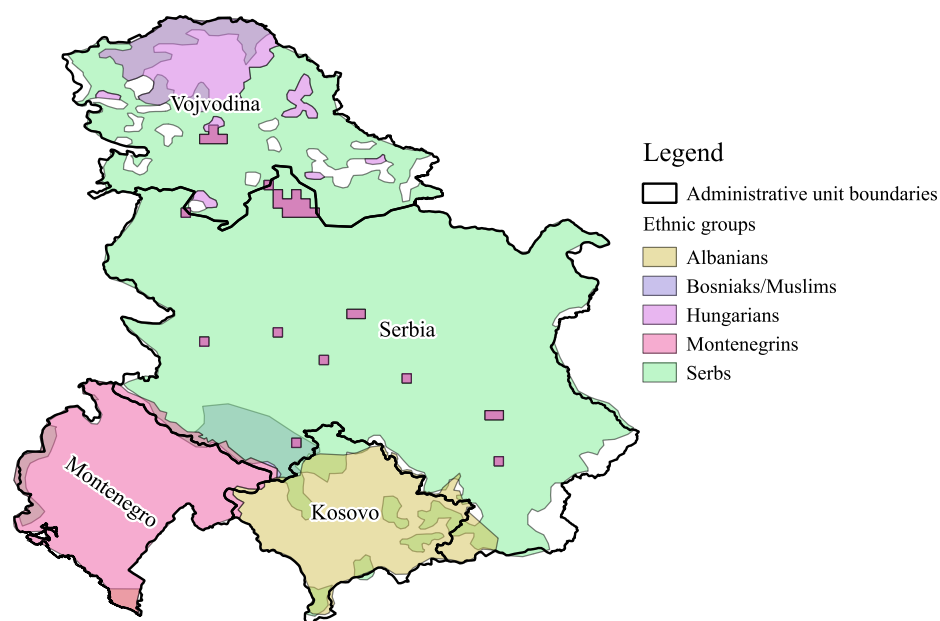 Vojvodina
Serbia
Montenegro
Kosovo
Legend
Administrative unit boundaries
Ethnic groups
Albanians
Bosniaks/Muslims
Hungarians
Montenegrins
Serbs